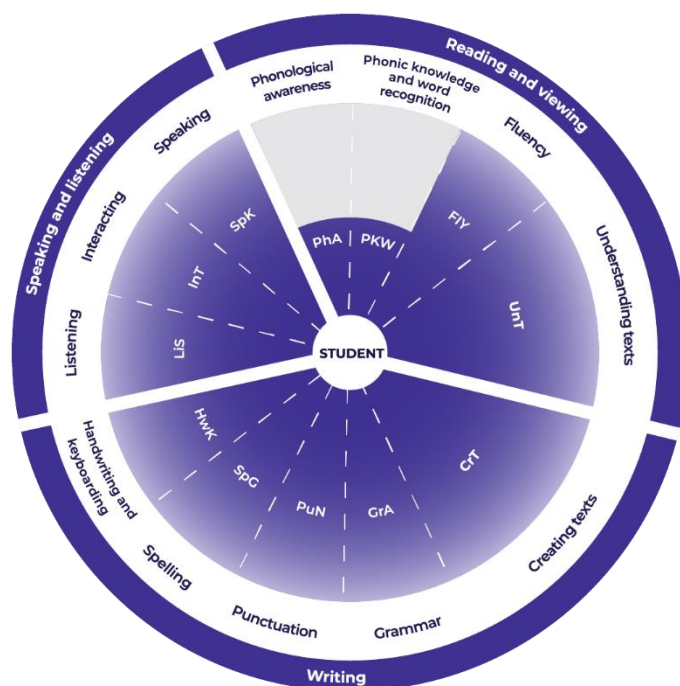 Reading and viewing
Phonological
awareness
Phonic knowledge
and word
recognition
Fluency
Understanding texts
Speaking and listening
Speaking
Interacting
Listening
SpK
InT
LiS
PhA
PKW
FlY
UnT
STUDENT
HwK
SpG
PuN
GrA
CrT
Handwriting and
keyboarding
Spelling
Punctuation
Grammar
Creating texts
Writing